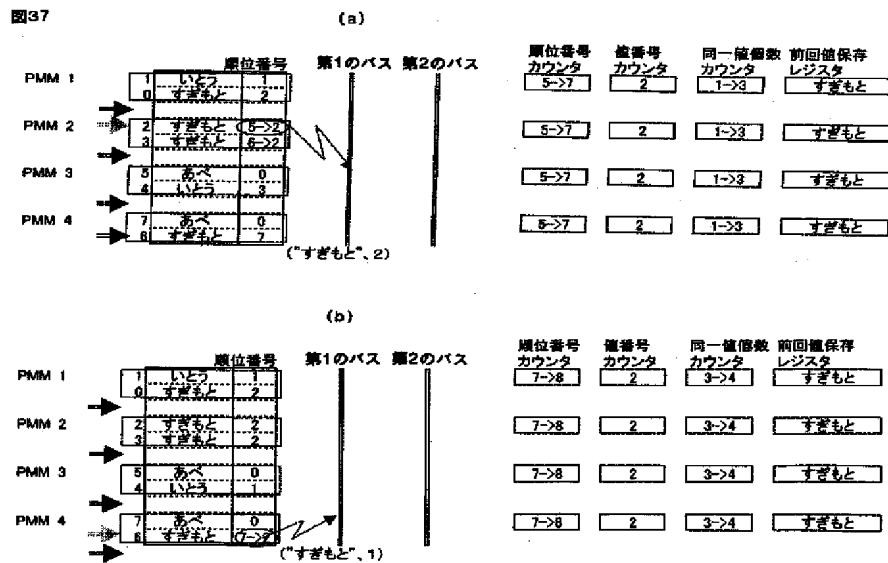 図37
(a)
順位番号 第1のバス 第2のバス
順位番号 値番号 同一値個数 前回値保存
カウンタ カウンタ カウンタ レジスタ
PMM 1
1 いとう 1
0 すぎもと 2
5->7 2 1->3 すぎもと
PMM 2
2 すぎもと 5->2
3 すぎもと 6->2
5->7 2 1->3 すぎもと
PMM 3
5 あべ 0
4 いとう 3
5->7 2 1->3 すぎもと
PMM 4
7 あべ 0
6 すぎもと 7
5->7 2 1->3 すぎもと
("すぎもと"、2)
(b)
順位番号 第1のバス 第2のバス
順位番号 値番号 同一値個数 前回値保存
カウンタ カウンタ カウンタ レジスタ
PMM 1
1 いとう 1
0 すぎもと 2
7->8 2 3->4 すぎもと
PMM 2
2 すぎもと 2
3 すぎもと 2
7->8 2 3->4 すぎもと
PMM 3
5 あべ 0
4 いとう 1
7->8 2 3->4 すぎもと
PMM 4
7 あべ 0
6 すぎもと
7->8 2 3->4 すぎもと
("すぎもと"、1)